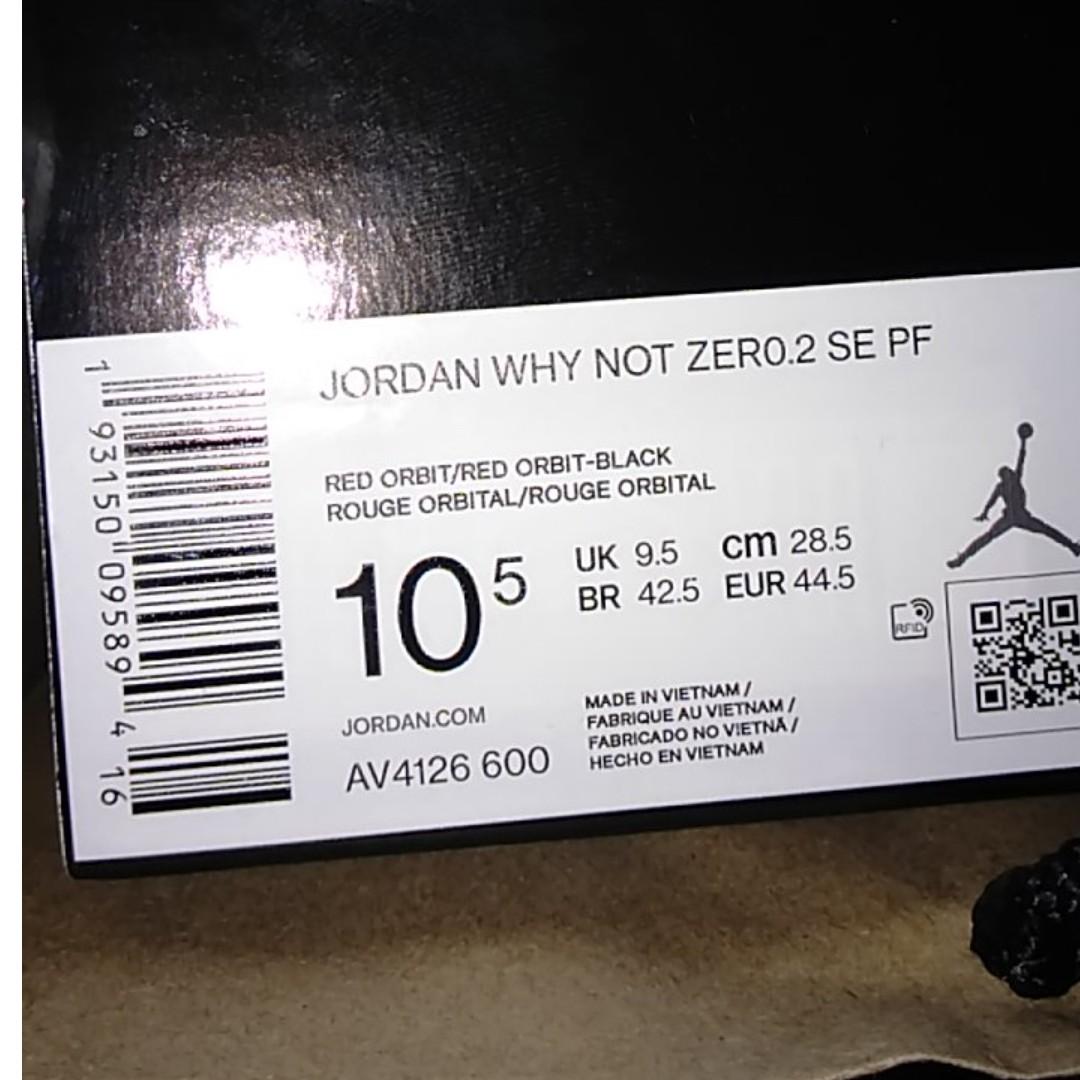 JORDAN WHY NOT ZER0.2 SE PF
RED ORBIT/RED ORBIT-BLACK
ROUGE ORBITAL/ROUGE ORBITAL
10 5
UK 9.5 cm 28.5
BR 42.5 EUR 44.5
RFID
JORDAN.COM
AV4126 600
MADE IN VIETNAM /
FABRIQUE AU VIETNAM /
FABRICADO NO VIETNÃ /
HECHO EN VIETNAM
1 93150 09589 4 16